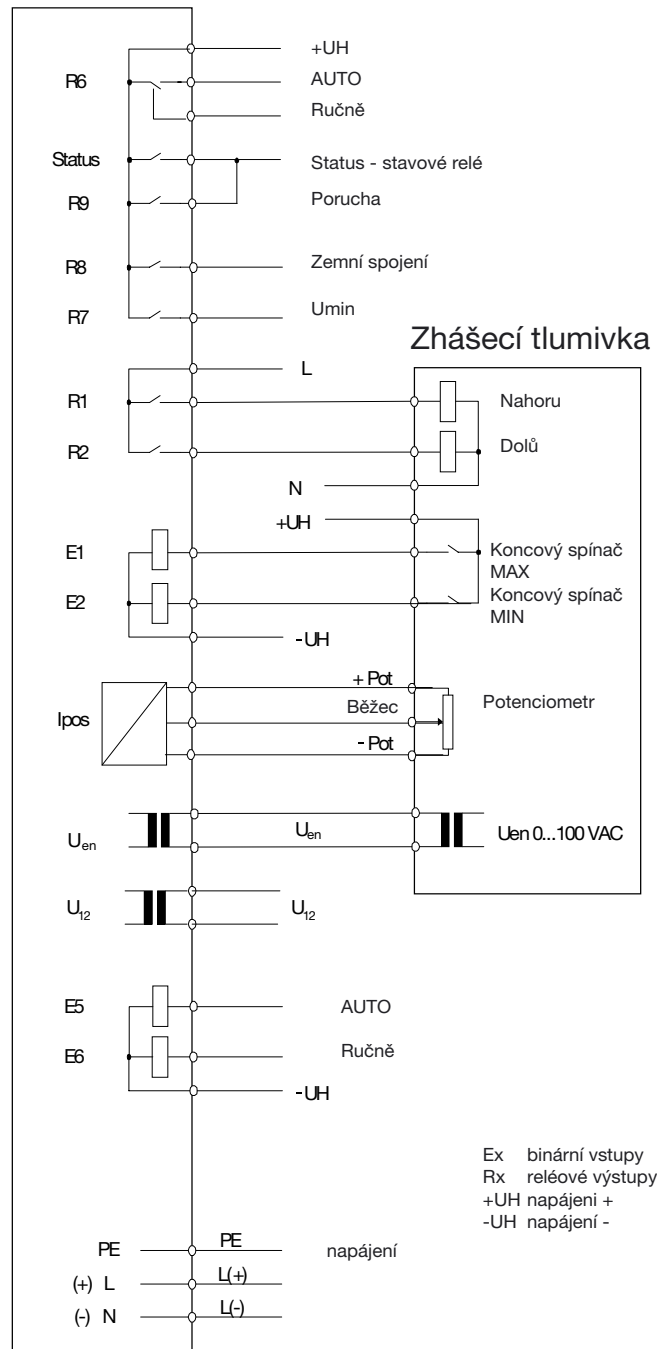 +UH
R6 AUTO
Ručně
Status Status - stavové relé
R9 Porucha
R8 Zemní spojení
R7 Umin
Zhášecí tlumivka
L
R1 Nahoru
R2 Dolů
N
+UH
E1 Koncový spínač
MAX
E2 Koncový spínač
MIN
- UH
+ Pot
Ipos Běžec Potenciometr
- Pot
Uen Uen Uen 0...100 VAC
U12 U12
E5 AUTO
E6 Ručně
- UH
Ex binární vstupy
Rx reléové výstupy
+UH napájeni +
-UH napájení -
PE PE napájení
(+) L L(+)
(-) N L(-)